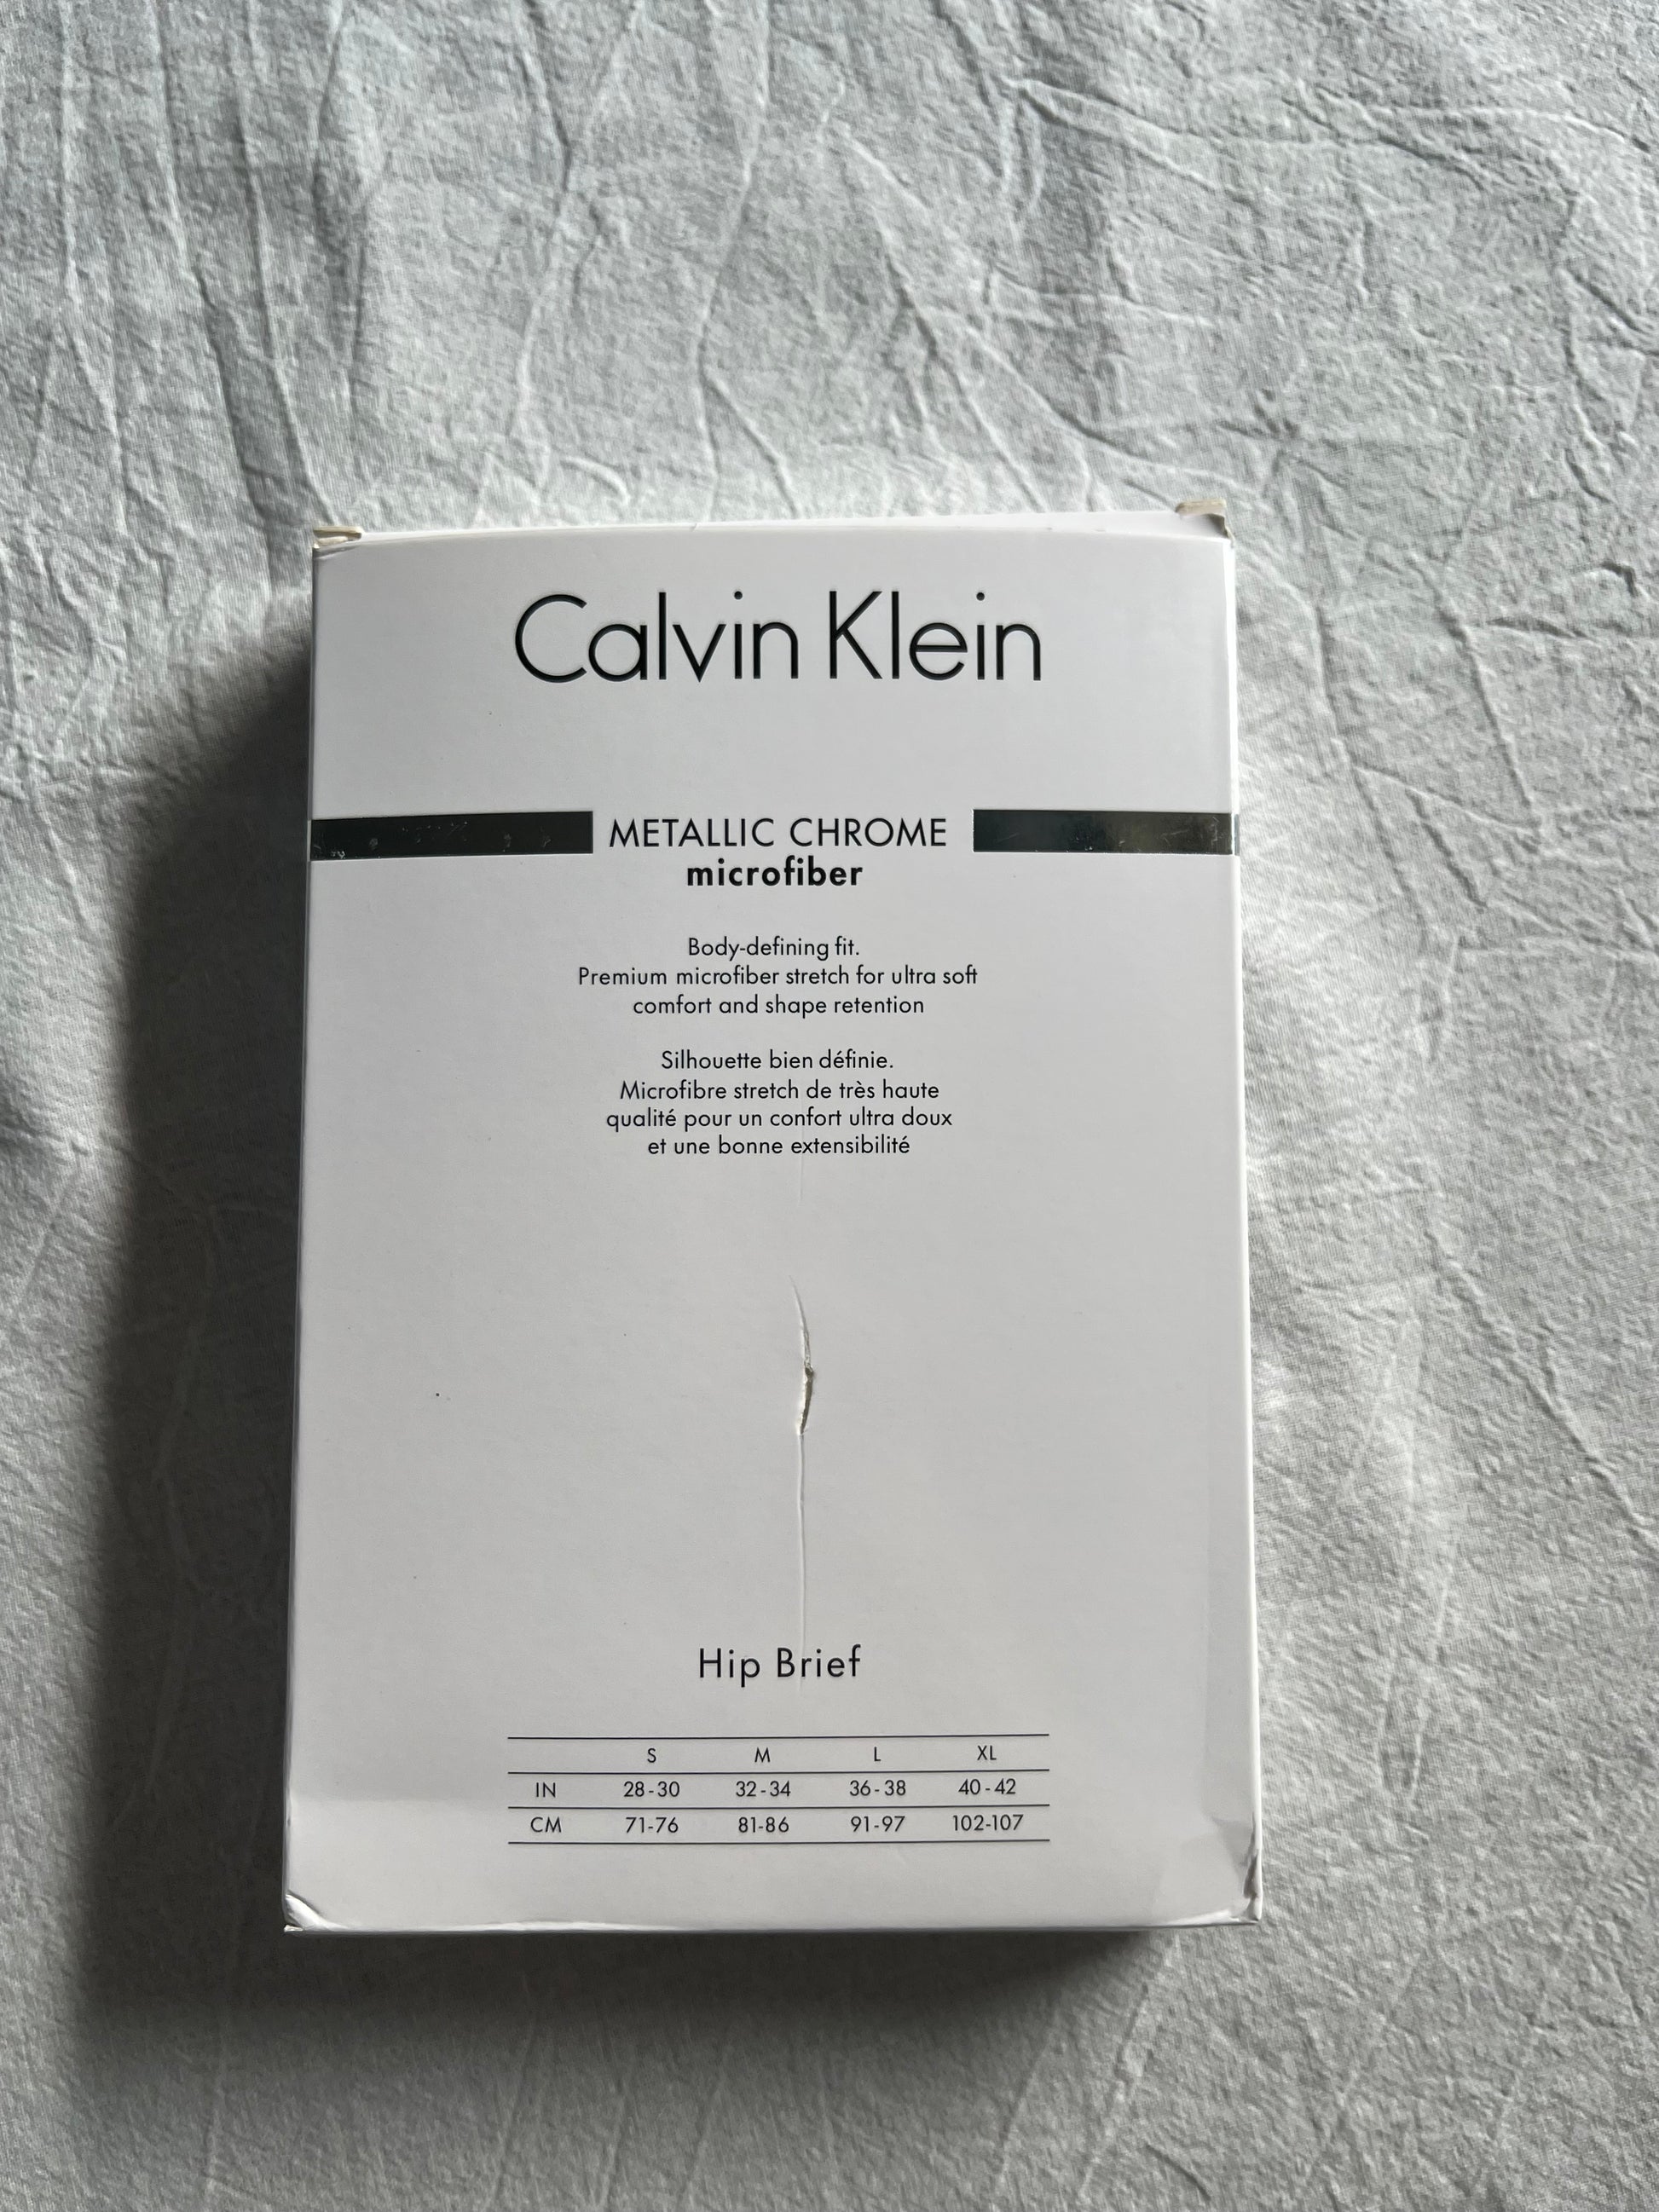 Calvin Klein
METALLIC CHROME
microfiber
Body-defining fit.
Premium microfiber stretch for ultra soft
comfort and shape retention
Silhouette bien définie.
Microfibre stretch de très haute
qualité pour un confort ultra doux
et une bonne extensibilité
Hip Brief
S M L XL
IN 28-30 32-34 36-38 40-42
CM 71-76 81-86 91-97 102-107